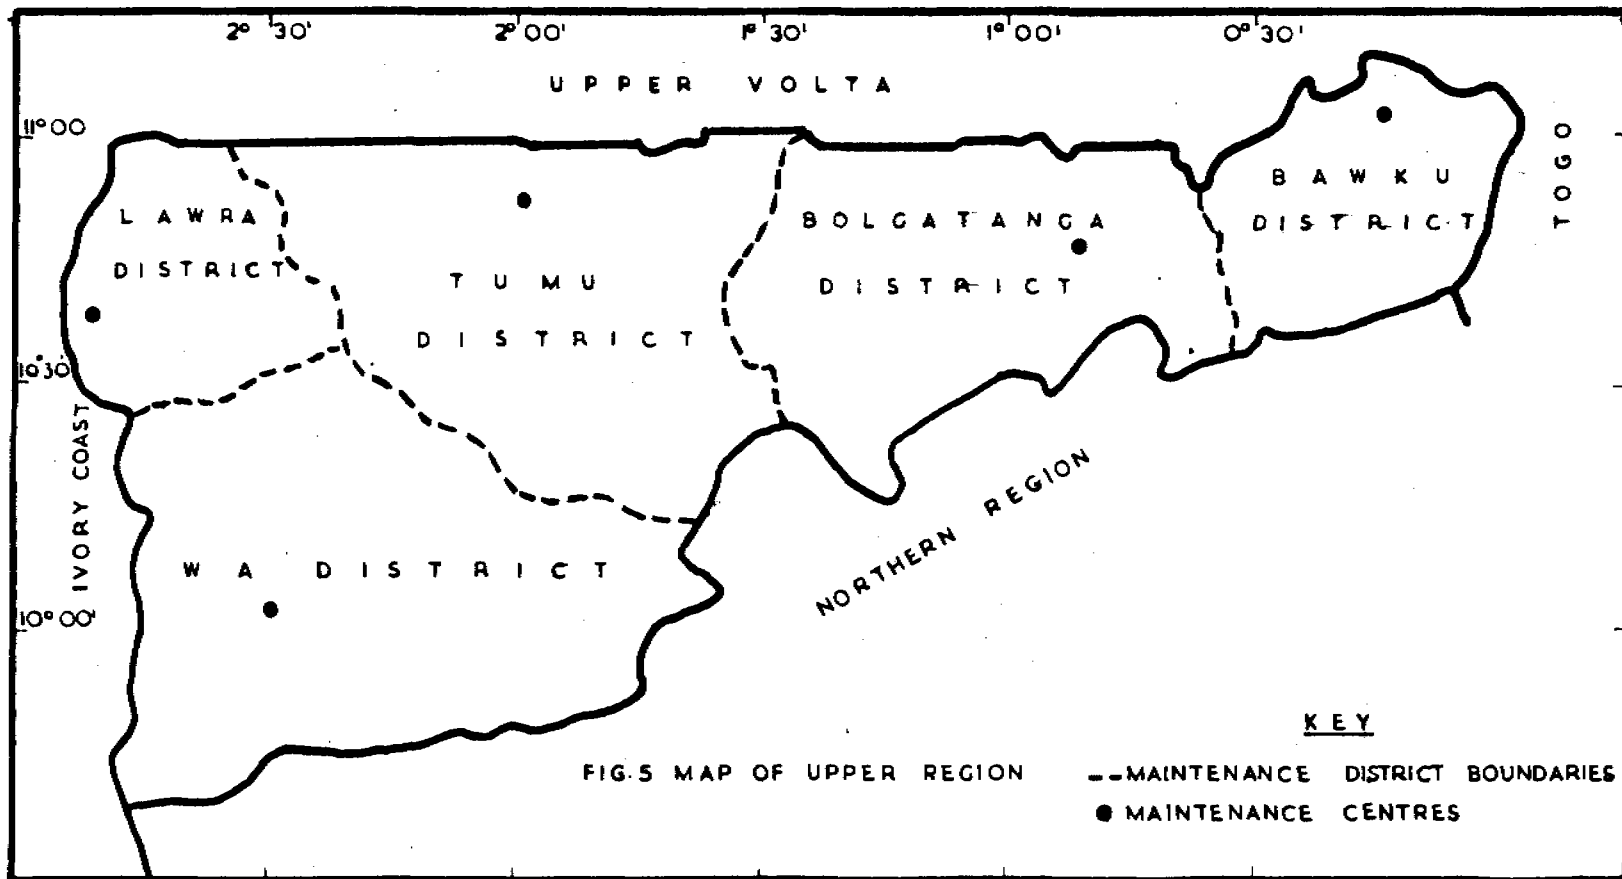 2° 30' 2° 00' 1° 30' 1° 00' 0° 30'
UPPER VOLTA
11° 00
TOGO
BAWKU
DISTRICT
LAWRA
DISTRICT
BOLGATANGA
DISTRICT
TUMU
DISTRICT
10° 30'
IVORY COAST
NORTHERN REGION
WA DISTRICT
10° 00'
KEY
FIG.5 MAP OF UPPER REGION
MAINTENANCE DISTRICT BOUNDARIES
MAINTENANCE CENTRES